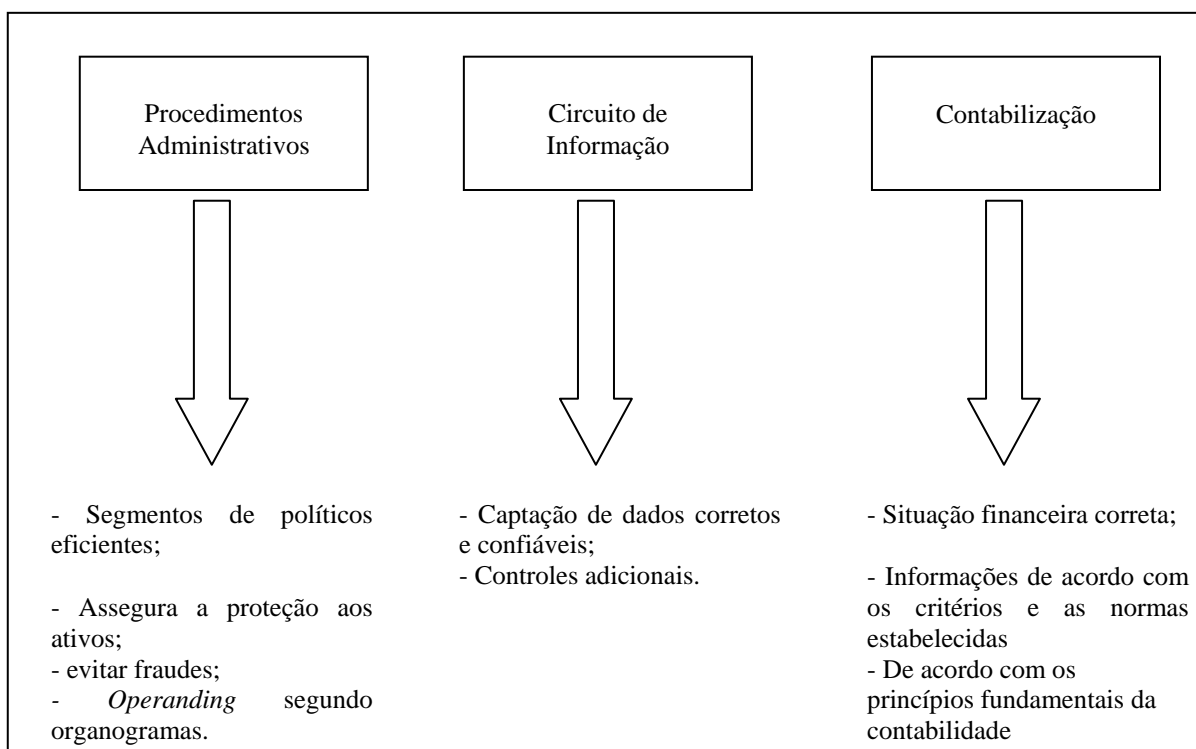 Procedimentos
Administrativos
Circuito de
Informação
Contabilização
- Segmentos de políticos
eficientes;
- Assegura a proteção aos
ativos;
- evitar fraudes;
- Operanding segundo
organogramas.
- Captação de dados corretos
e confiáveis;
- Controles adicionais.
- Situação financeira correta;
- Informações de acordo com
os critérios e as normas
estabelecidas
- De acordo com os
princípios fundamentais da
contabilidade